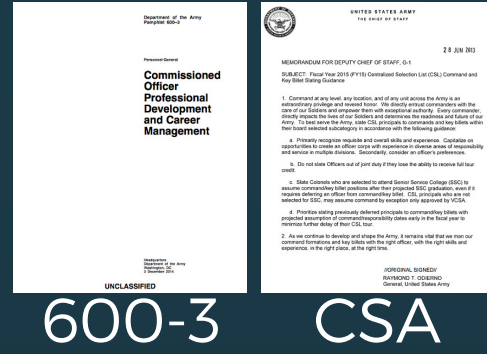 Department of the Army
Pamphlet 600–3
Personnel-General
Commissioned
Officer
Professional
Development
and Career
Management
Headquarters
Department of the Army
Washington, DC
3 December 2014
UNCLASSIFIED
600-3
UNITED STATES ARMY
THE CHIEF OF STAFF
28 JUN 2013
MEMORANDUM FOR DEPUTY CHIEF OF STAFF, G-1
SUBJECT: Fiscal Year 2015 (FY15) Centralized Selection List (CSL) Command and
Key Billet Slating Guidance
1. Command at any level, any location, and of any unit across the Army is an
extraordinary privilege and revered honor. We directly entrust commanders with the
care of our Soldiers and empower them with exceptional authority. Every commander,
directly impacts the lives of our Soldiers and determines the readiness and future of our
Army. To best serve the Army, slate CSL principals to commands and key billets within
their board selected subcategory in accordance with the following guidance:
a. Primarily recognize requisite and overall skills and experience. Capitalize on
opportunities to create an officer corps with experience in diverse areas of responsibility
and service in multiple divisions. Secondarily, consider an officer's preferences.
b. Do not slate Officers out of joint duty if they lose the ability to receive full tour
credit.
c. Slate Colonels who are selected to attend Senior Service College (SSC) to
assume command/key billet positions after their projected SSC graduation, even if it
requires deferring an officer from command/key billet. CSL principals who are not
selected for SSC, may assume command by exception only approved by VCSA.
d. Prioritize slating previously deferred principals to command/key billets with
projected assumption of command/responsibility dates early in the fiscal year to
minimize further delay of their CSL tour.
2. As we continue to develop and shape the Army, it remains vital that we man our
command formations and key billets with the right officer, with the right skills and
experience, in the right place, at the right time.
//ORIGINAL SIGNED//
RAYMOND T. ODIERNO
General, United States Army
CSA